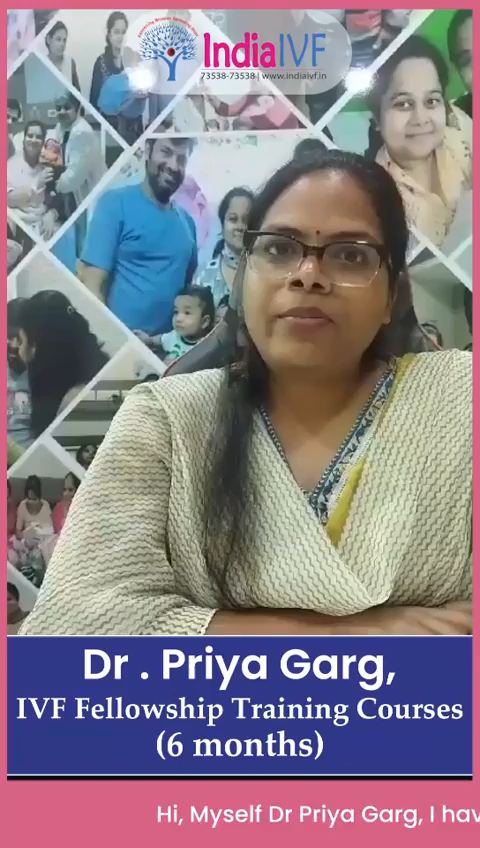 IndiaIVF
73538-73538 | www.indiaivf.in
Dr . Priya Garg,
IVF Fellowship Training Courses
(6 months)
Hi, Myself Dr Priya Garg, I hav